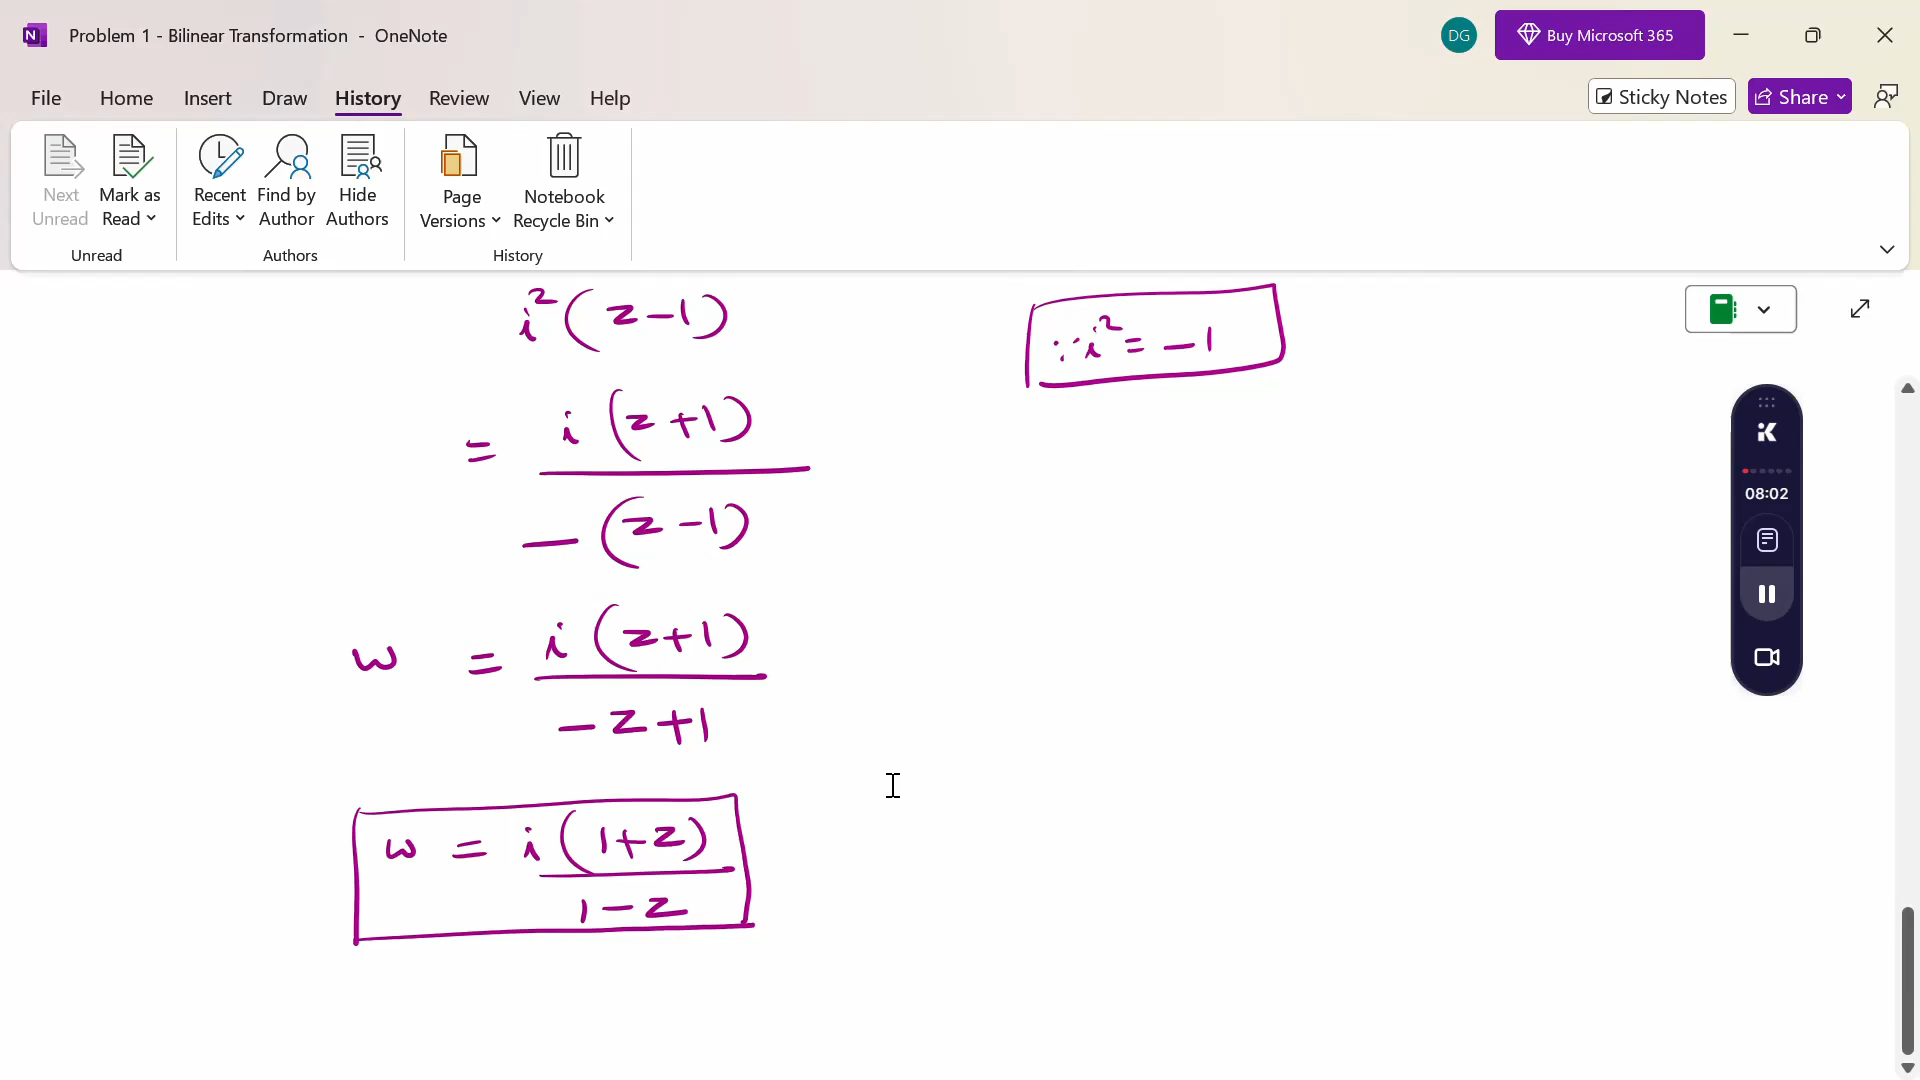 Problem 1 - Bilinear Transformation - OneNote
DG
Buy Microsoft 365
File Home Insert Draw History Review View Help
Sticky Notes
Share
Next Unread
Mark as Read
Recent Edits
Find by Author
Hide Authors
Page Versions
Notebook Recycle Bin
Unread
Authors
History
i²(z-1)
∵ i² = -1
= i(z+1)
-(z-1)
w = i(z+1)
-z+1
w = i(1+z)
1-z
08:02